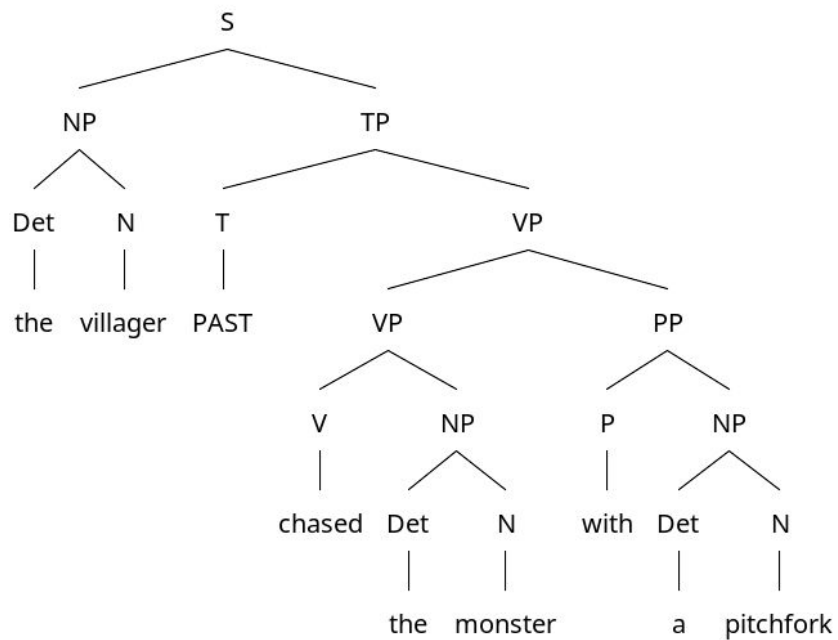 S
NP TP
Det N T VP
the villager PAST VP PP
V NP P NP
chased Det N with Det N
the monster a pitchfork